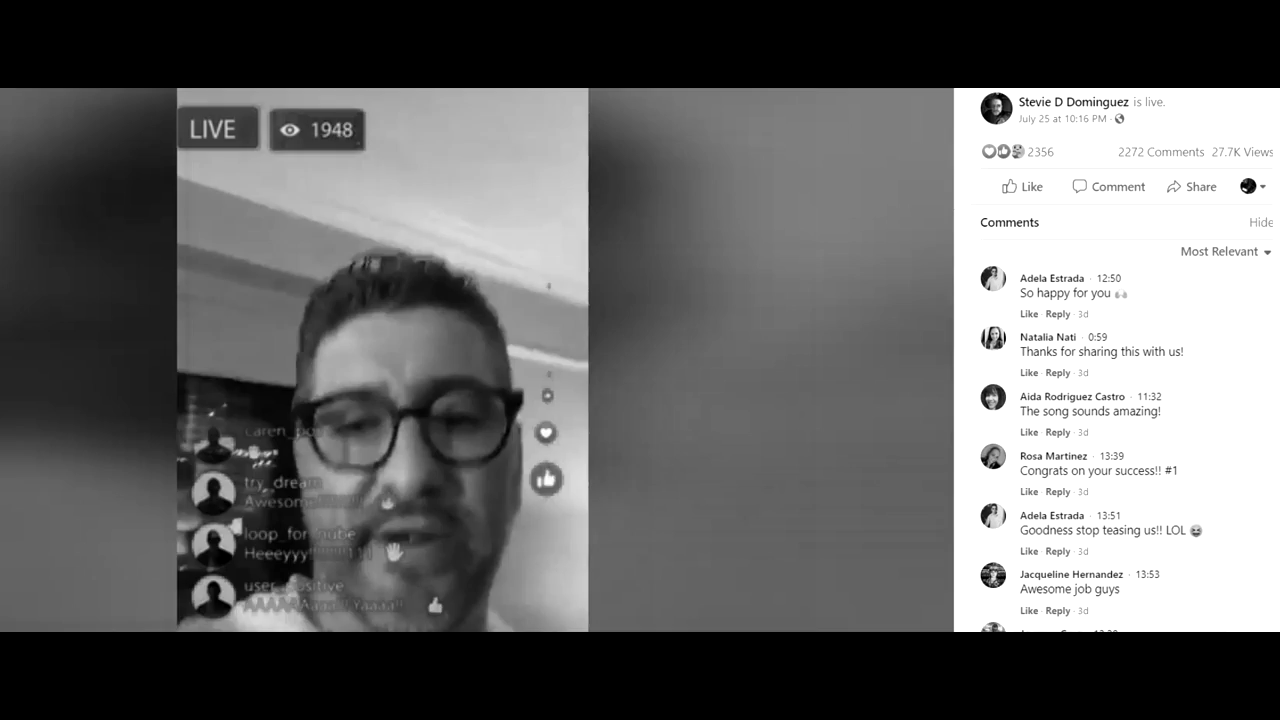 LIVE
1948
try_dream
loop_for_nube
Heeeyyy!!!!!!!111
user_positive
Stevie D Dominguez is live.
July 25 at 10:16 PM ·
2356
2272 Comments 27.7K Views
Like Comment Share
Comments
Hide
Most Relevant
Adela Estrada · 12:50
So happy for you 🙌
Like · Reply · 3d
Natalia Nati · 0:59
Thanks for sharing this with us!
Like · Reply · 3d
Aida Rodriguez Castro · 11:32
The song sounds amazing!
Like · Reply · 3d
Rosa Martinez · 13:39
Congrats on your success!! #1
Like · Reply · 3d
Adela Estrada · 13:51
Goodness stop teasing us!! LOL 😆
Like · Reply · 3d
Jacqueline Hernandez · 13:53
Awesome job guys
Like · Reply · 3d